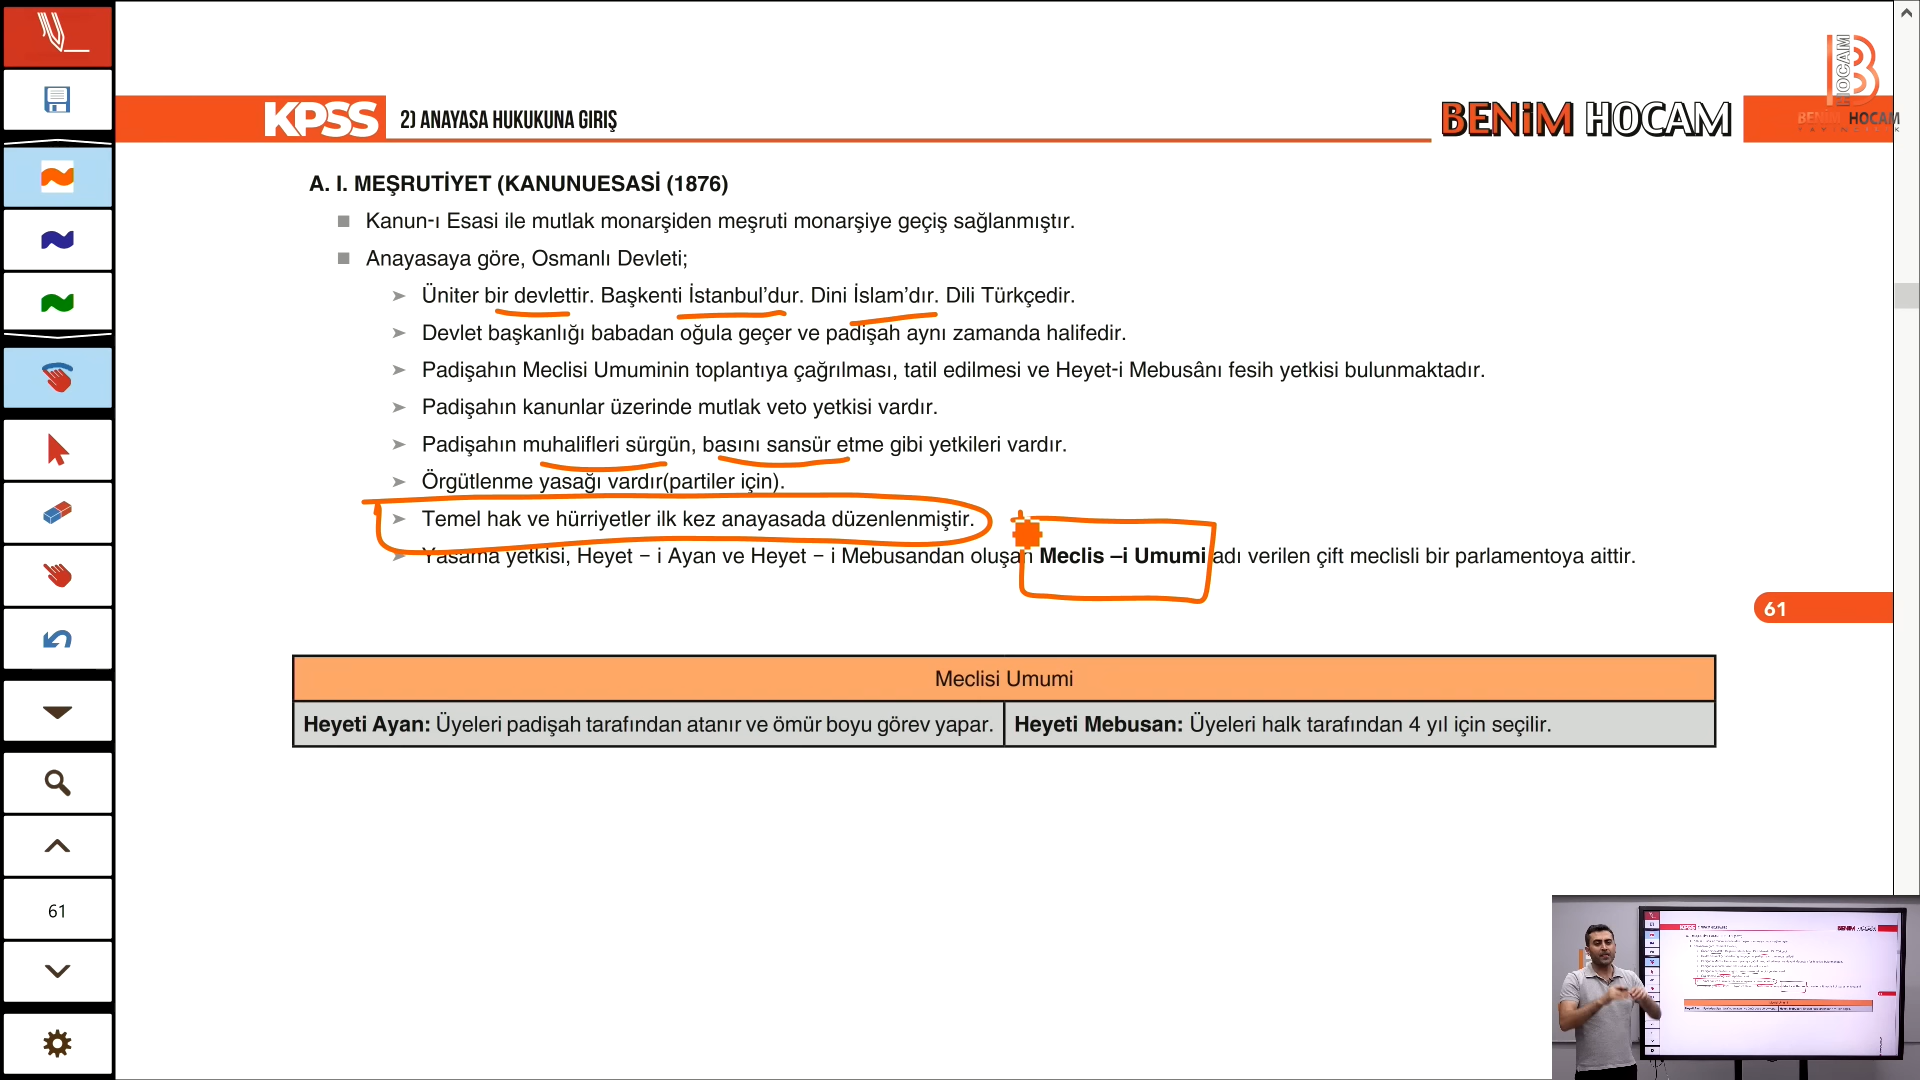 KPSS 2) ANAYASA HUKUKUNA GİRİŞ
BENiM HOCAM
HOCAM
BENİM HOCAM
YAYINCILIK
A. I. MEŞRUTİYET (KANUNUESASİ (1876)
Kanun-ı Esasi ile mutlak monarşiden meşruti monarşiye geçiş sağlanmıştır.
Anayasaya göre, Osmanlı Devleti;
Üniter bir devlettir. Başkenti İstanbul’dur. Dini İslam’dır. Dili Türkçedir.
Devlet başkanlığı babadan oğula geçer ve padişah aynı zamanda halifedir.
Padişahın Meclisi Umuminin toplantıya çağrılması, tatil edilmesi ve Heyet-i Mebusânı fesih yetkisi bulunmaktadır.
Padişahın kanunlar üzerinde mutlak veto yetkisi vardır.
Padişahın muhalifleri sürgün, basını sansür etme gibi yetkileri vardır.
Örgütlenme yasağı vardır(partiler için).
Temel hak ve hürriyetler ilk kez anayasada düzenlenmiştir.
Yasama yetkisi, Heyet – i Ayan ve Heyet – i Mebusandan oluşan Meclis –i Umumi adı verilen çift meclisli bir parlamentoya aittir.
61
Meclisi Umumi
Heyeti Ayan: Üyeleri padişah tarafından atanır ve ömür boyu görev yapar.
Heyeti Mebusan: Üyeleri halk tarafından 4 yıl için seçilir.
61